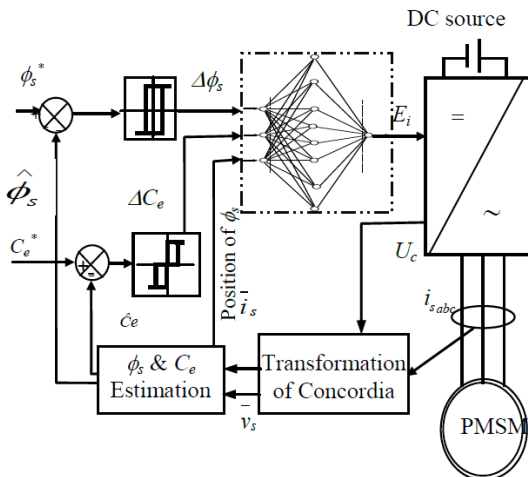 DC source
ϕs*
Δϕs
Ei
=
~
+
-
ϕ̂s
ΔCe
Ce*
+
-
Position of ϕs
Uc
īs
isabc
ĉe
ϕs & Ce
Estimation
Transformation
of Concordia
v̄s
PMSM